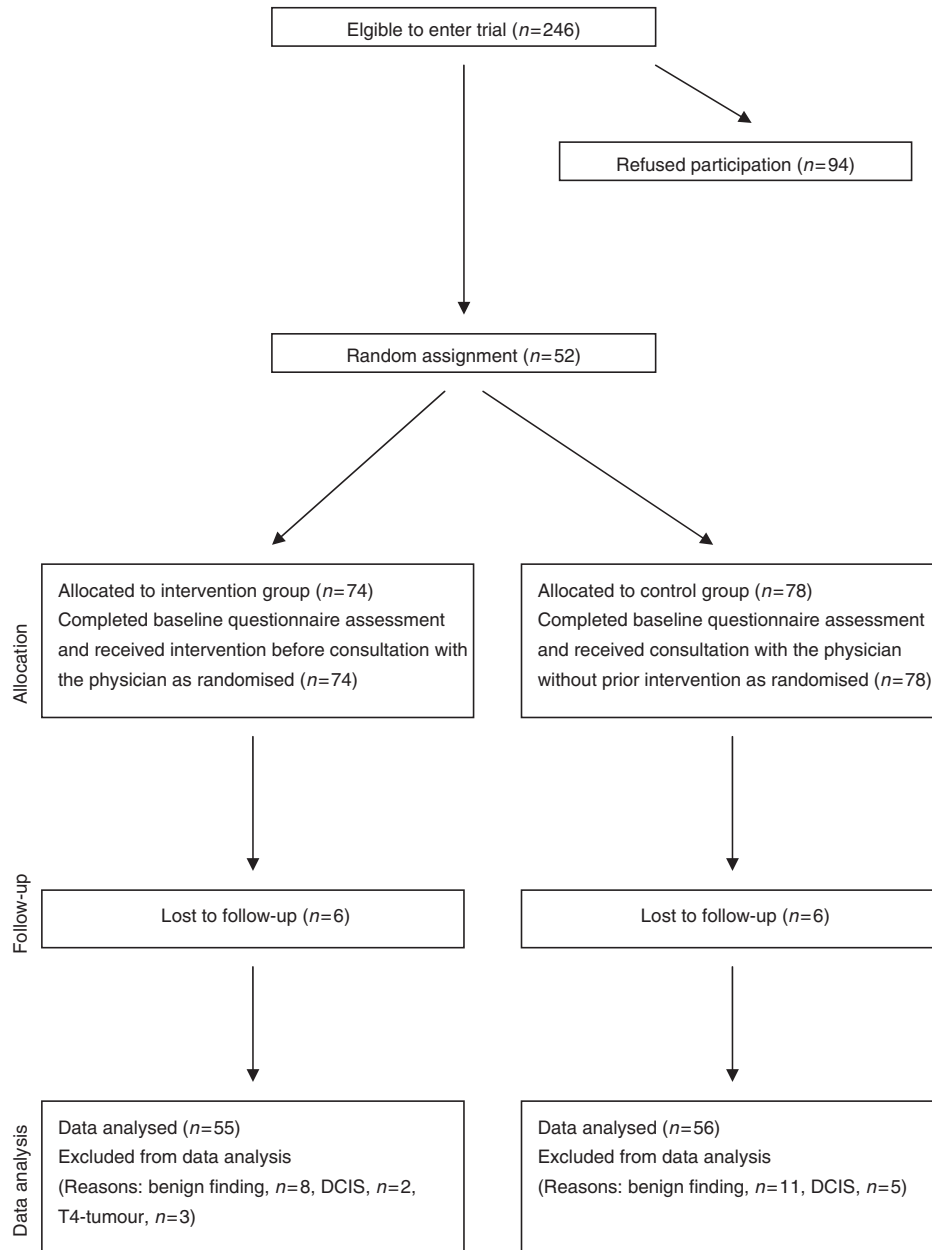 Elgible to enter trial (n=246)
Refused participation (n=94)
Random assignment (n=52)
Allocation
Allocated to intervention group (n=74)
Completed baseline questionnaire assessment
and received intervention before consultation with
the physician as randomised (n=74)
Allocated to control group (n=78)
Completed baseline questionnaire assessment
and received consultation with the physician
without prior intervention as randomised (n=78)
Follow-up
Lost to follow-up (n=6)
Lost to follow-up (n=6)
Data analysis
Data analysed (n=55)
Excluded from data analysis
(Reasons: benign finding, n=8, DCIS, n=2,
T4-tumour, n=3)
Data analysed (n=56)
Excluded from data analysis
(Reasons: benign finding, n=11, DCIS, n=5)